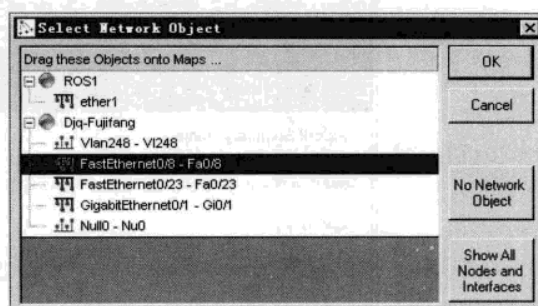 Select Network Object
Drag these Objects onto Maps ...
ROS1
ether1
Djq-Fujifang
Vlan248 - Vl248
FastEthernet0/8 - Fa0/8
FastEthernet0/23 - Fa0/23
GigabitEthernet0/1 - Gi0/1
Null0 - Nu0
OK
Cancel
No Network
Object
Show All
Nodes and
Interfaces